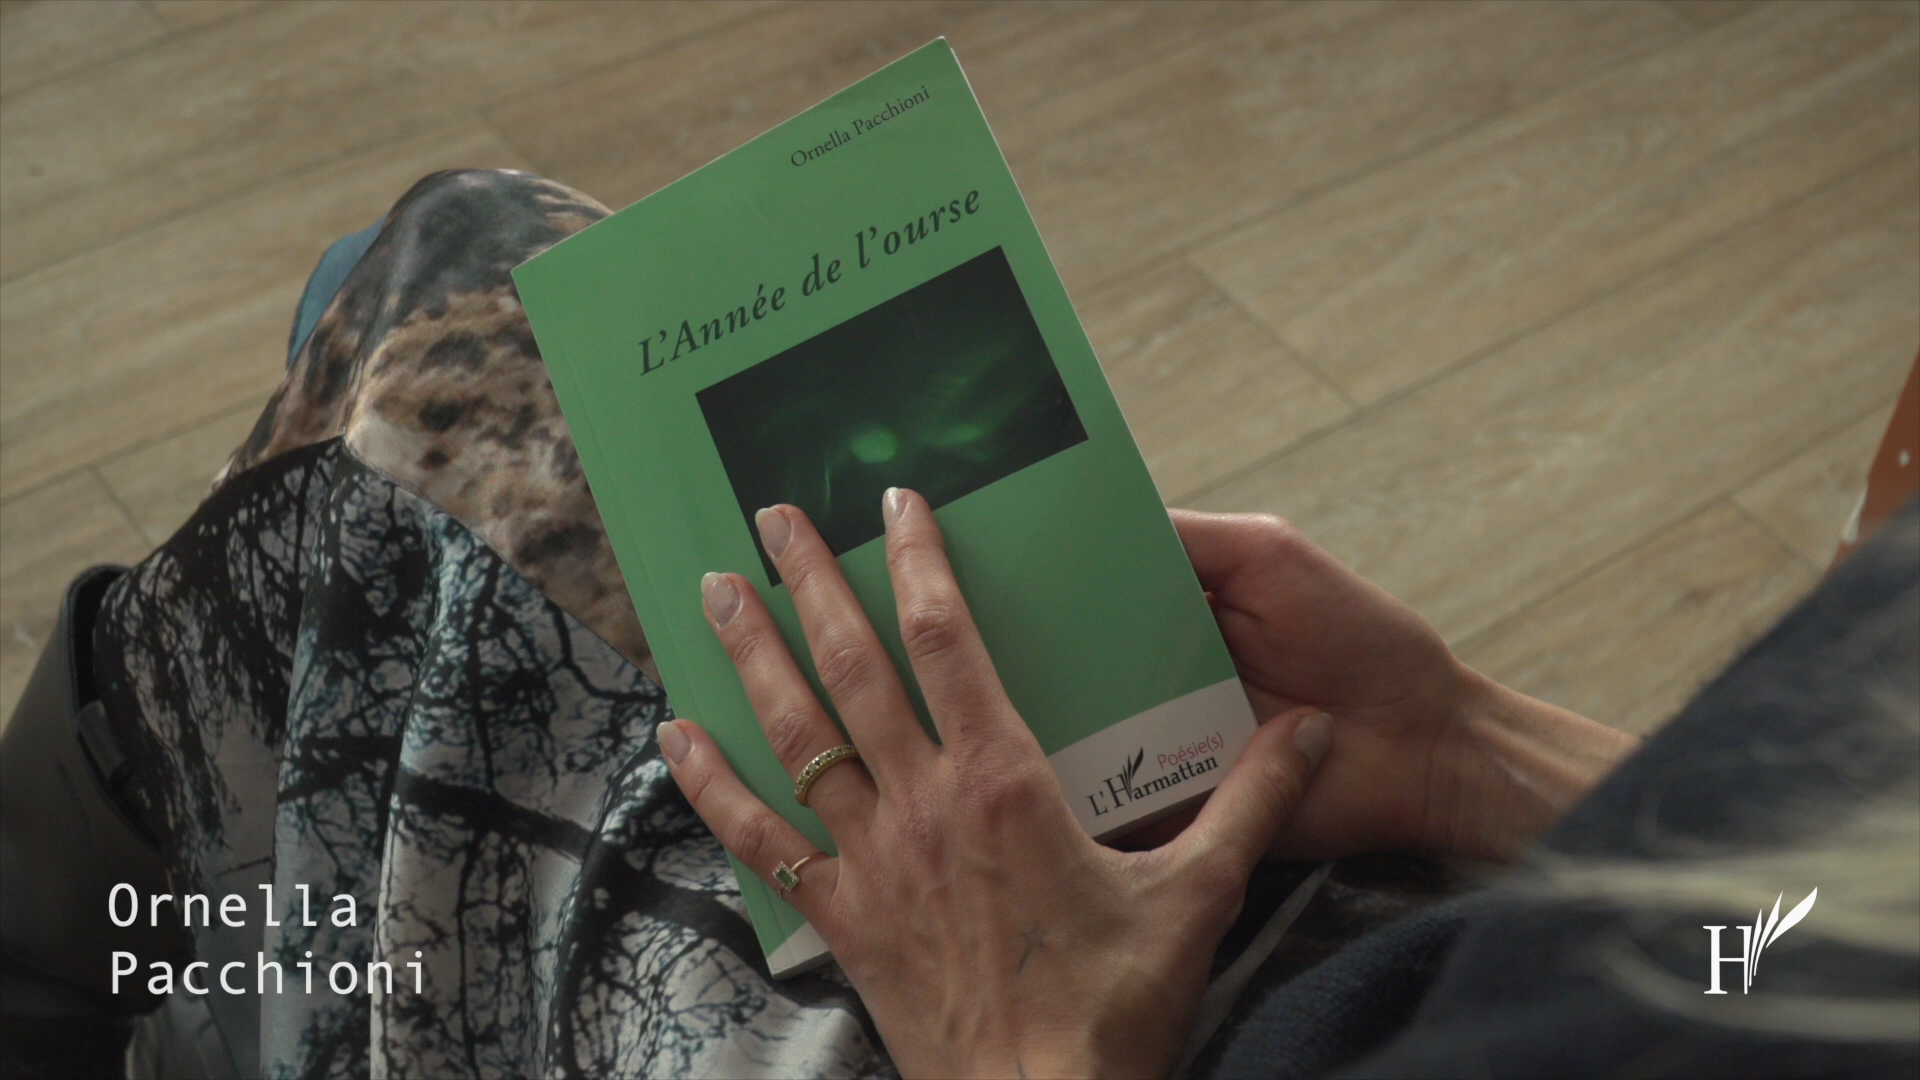 Ornella Pacchioni
L'Année de l'ourse
Poésie(s)
L'Harmattan
Ornella
Pacchioni
H